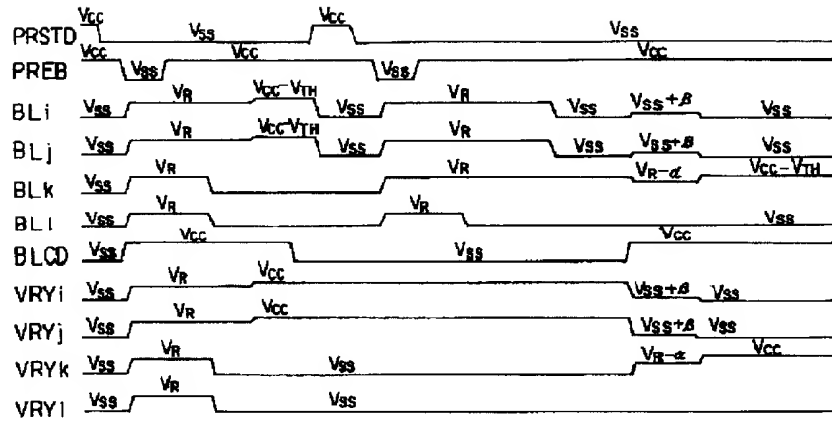 PRSTD VCC VSS VCC VSS
PREB VCC VSS VCC VSS VCC
BLi VSS VR VCC-VTH VSS VR VSS VSS+β VSS
BLj VSS VR VCC-VTH VSS VR VSS VSS+β VSS
BLk VSS VR VR VR-α VCC-VTH
BLl VSS VR VR VSS
BLCD VSS VCC VSS VCC
VRYi VSS VR VCC VSS+β VSS
VRYj VSS VR VCC VSS+β VSS
VRYk VSS VR VSS VR-α VCC
VRYl VSS VR VSS